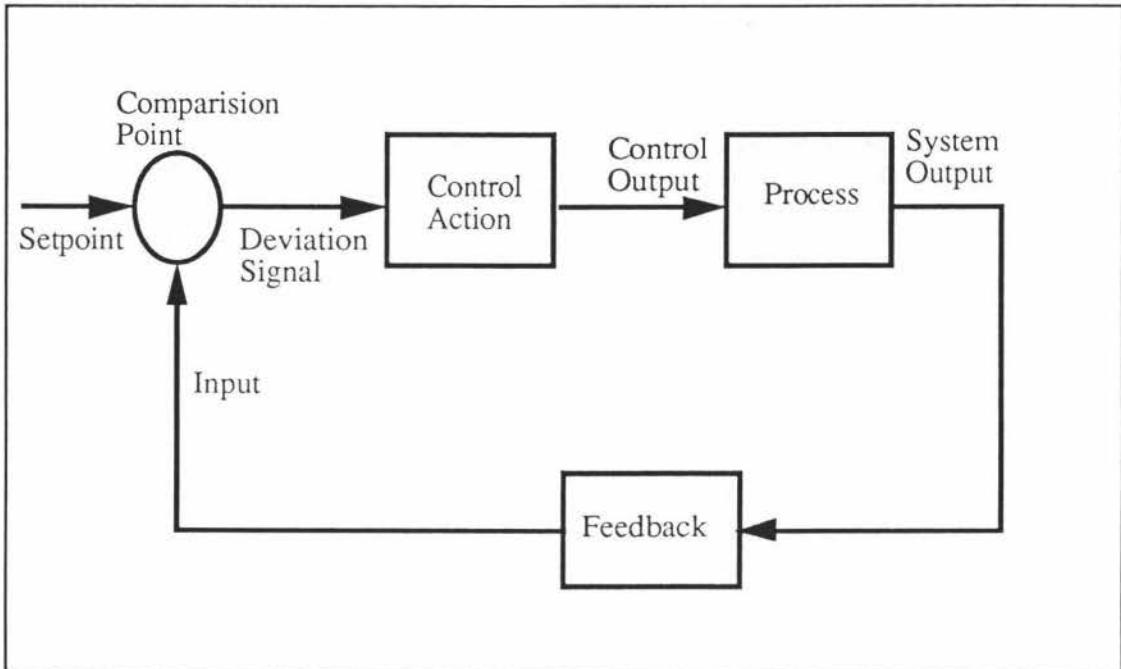 Comparision
Point
Setpoint
Deviation
Signal
Control
Action
Control
Output
Process
System
Output
Input
Feedback